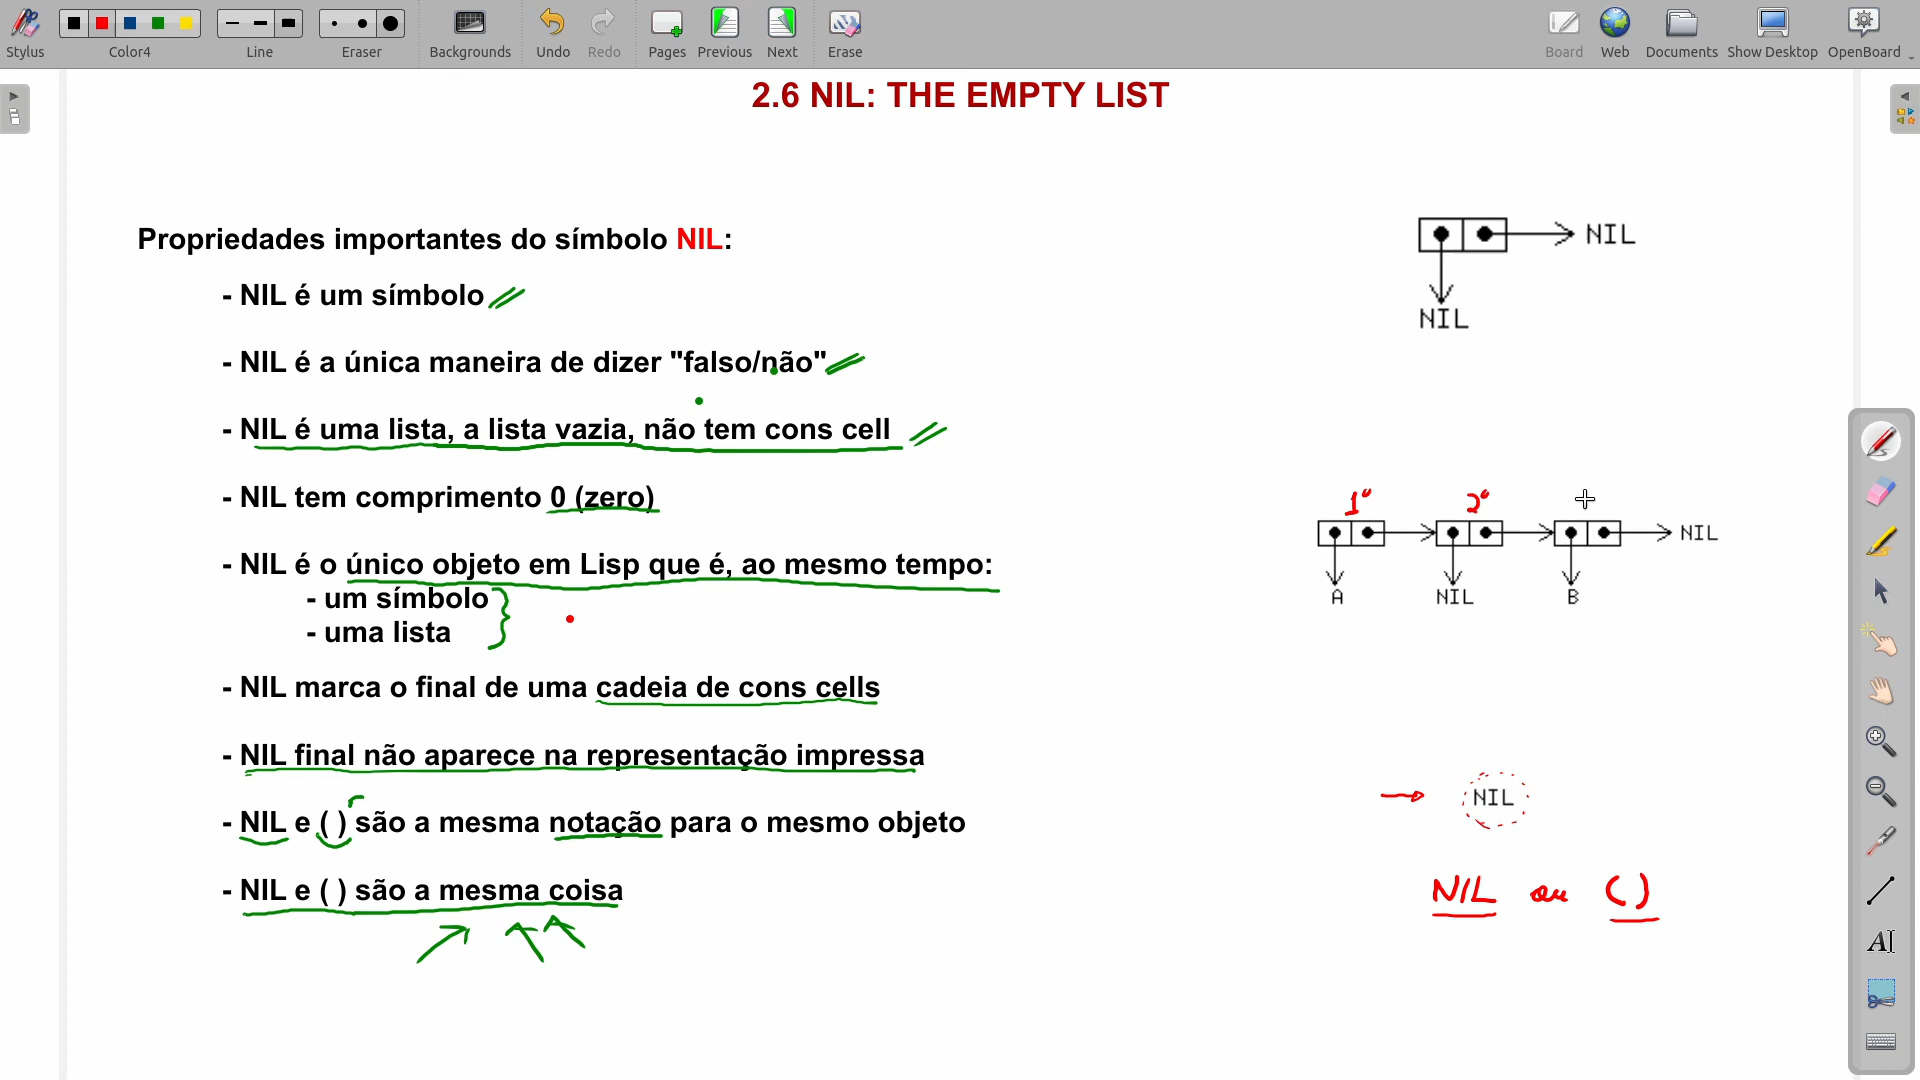 Stylus Color4 Line Eraser Backgrounds Undo Redo Pages Previous Next Erase Board Web Documents Show Desktop OpenBoard
2.6 NIL: THE EMPTY LIST
Propriedades importantes do símbolo NIL:
- NIL é um símbolo
- NIL é a única maneira de dizer "falso/não"
- NIL é uma lista, a lista vazia, não tem cons cell
- NIL tem comprimento 0 (zero)
- NIL é o único objeto em Lisp que é, ao mesmo tempo:
- um símbolo
- uma lista
- NIL marca o final de uma cadeia de cons cells
- NIL final não aparece na representação impressa
- NIL e ( ) são a mesma notação para o mesmo objeto
- NIL e ( ) são a mesma coisa
NIL
NIL
1º 2º
NIL
A NIL B
NIL
NIL ou ()
AI